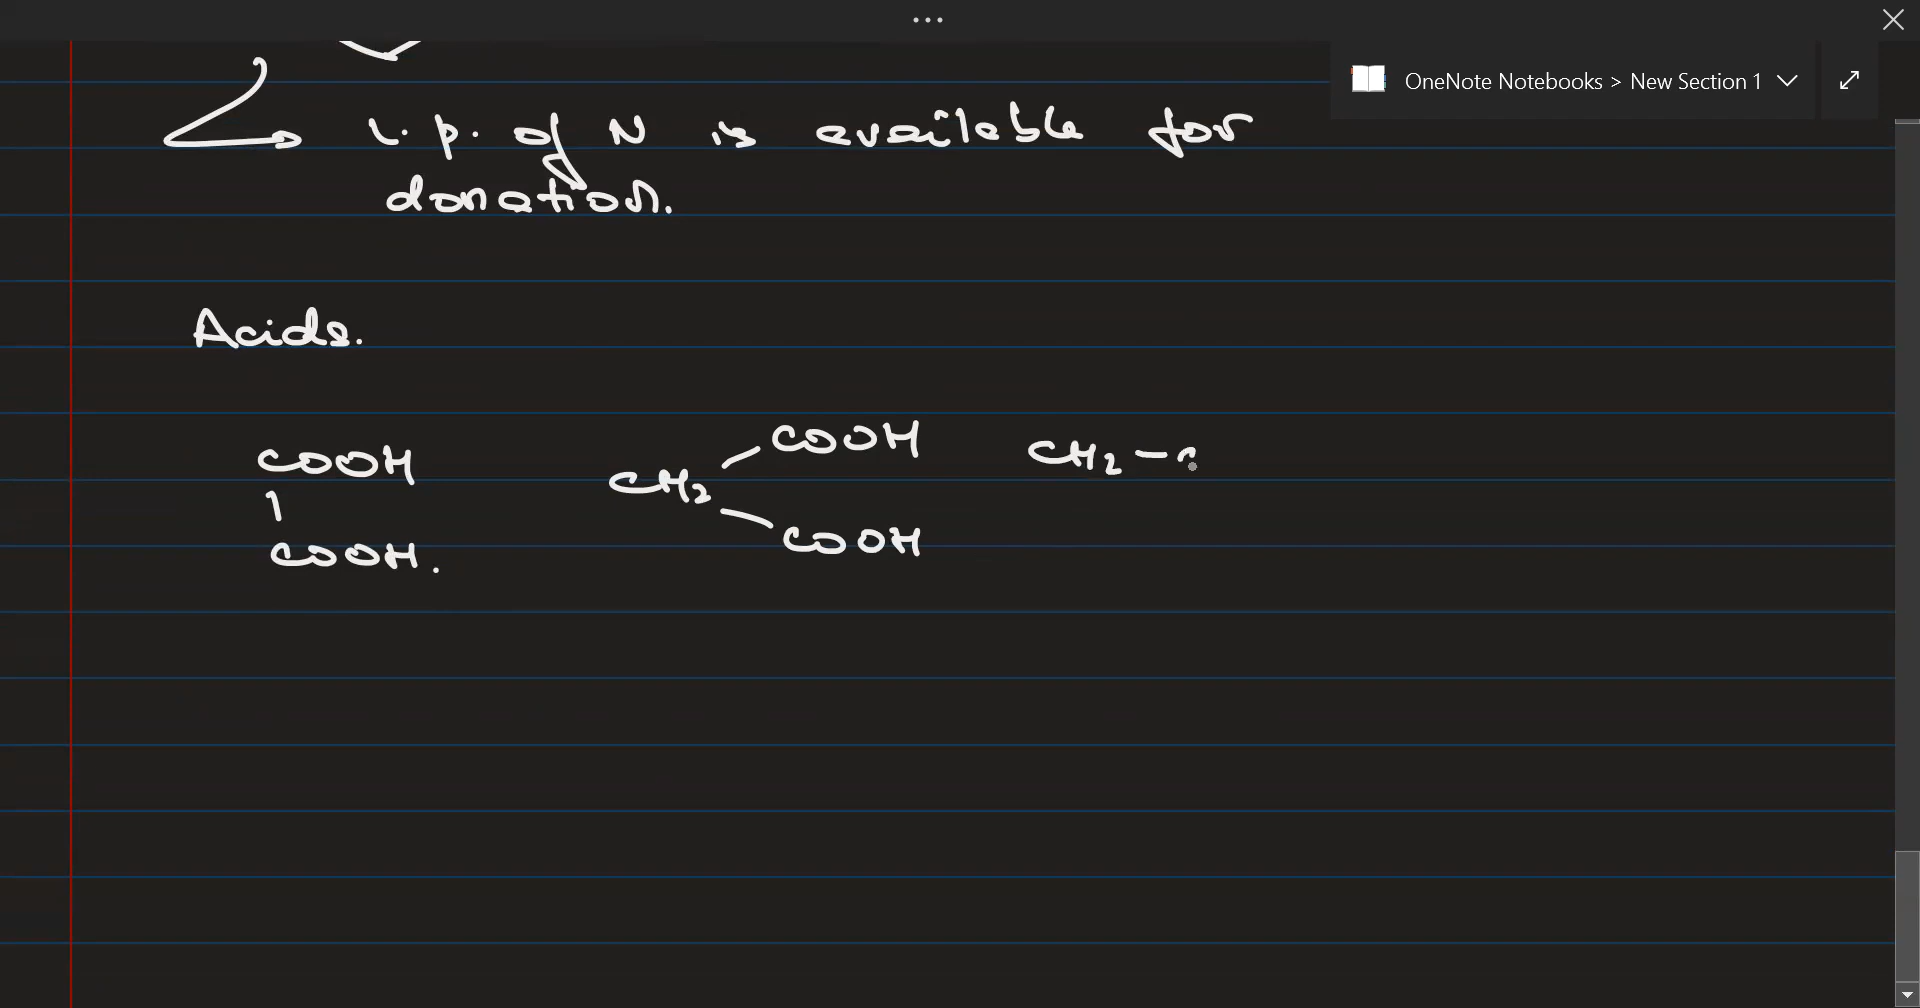 OneNote Notebooks > New Section 1
l.p. of N is available for
donation.
Acids.
COOH
COOH.
CH2
COOH
COOH
CH2 –